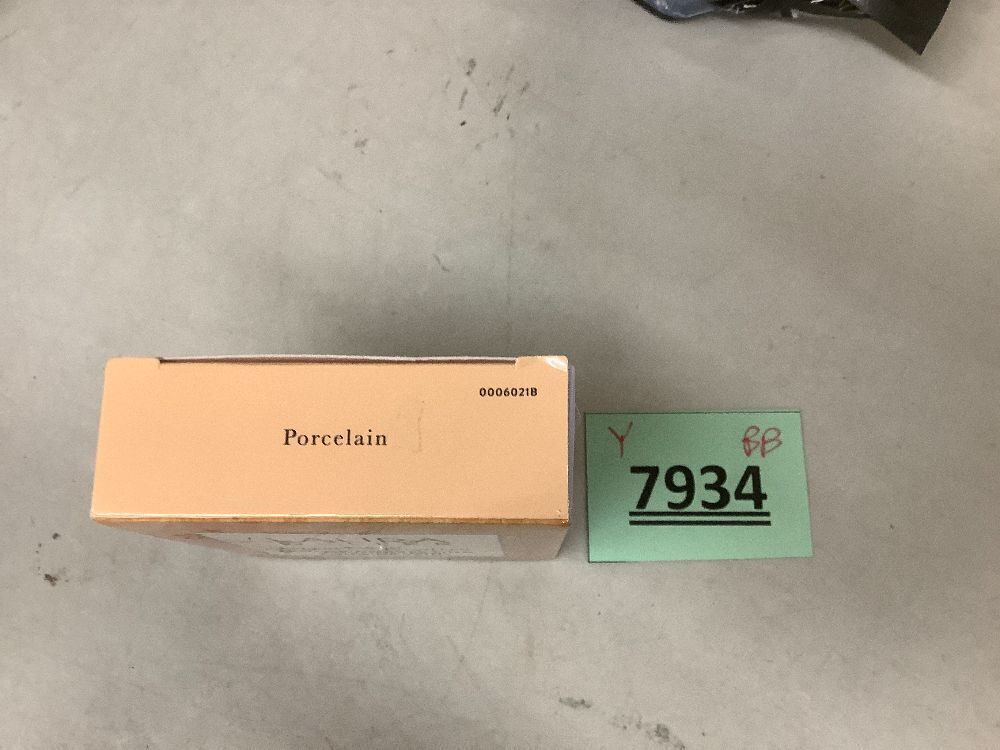 0006021B
Porcelain
Y BB
7934